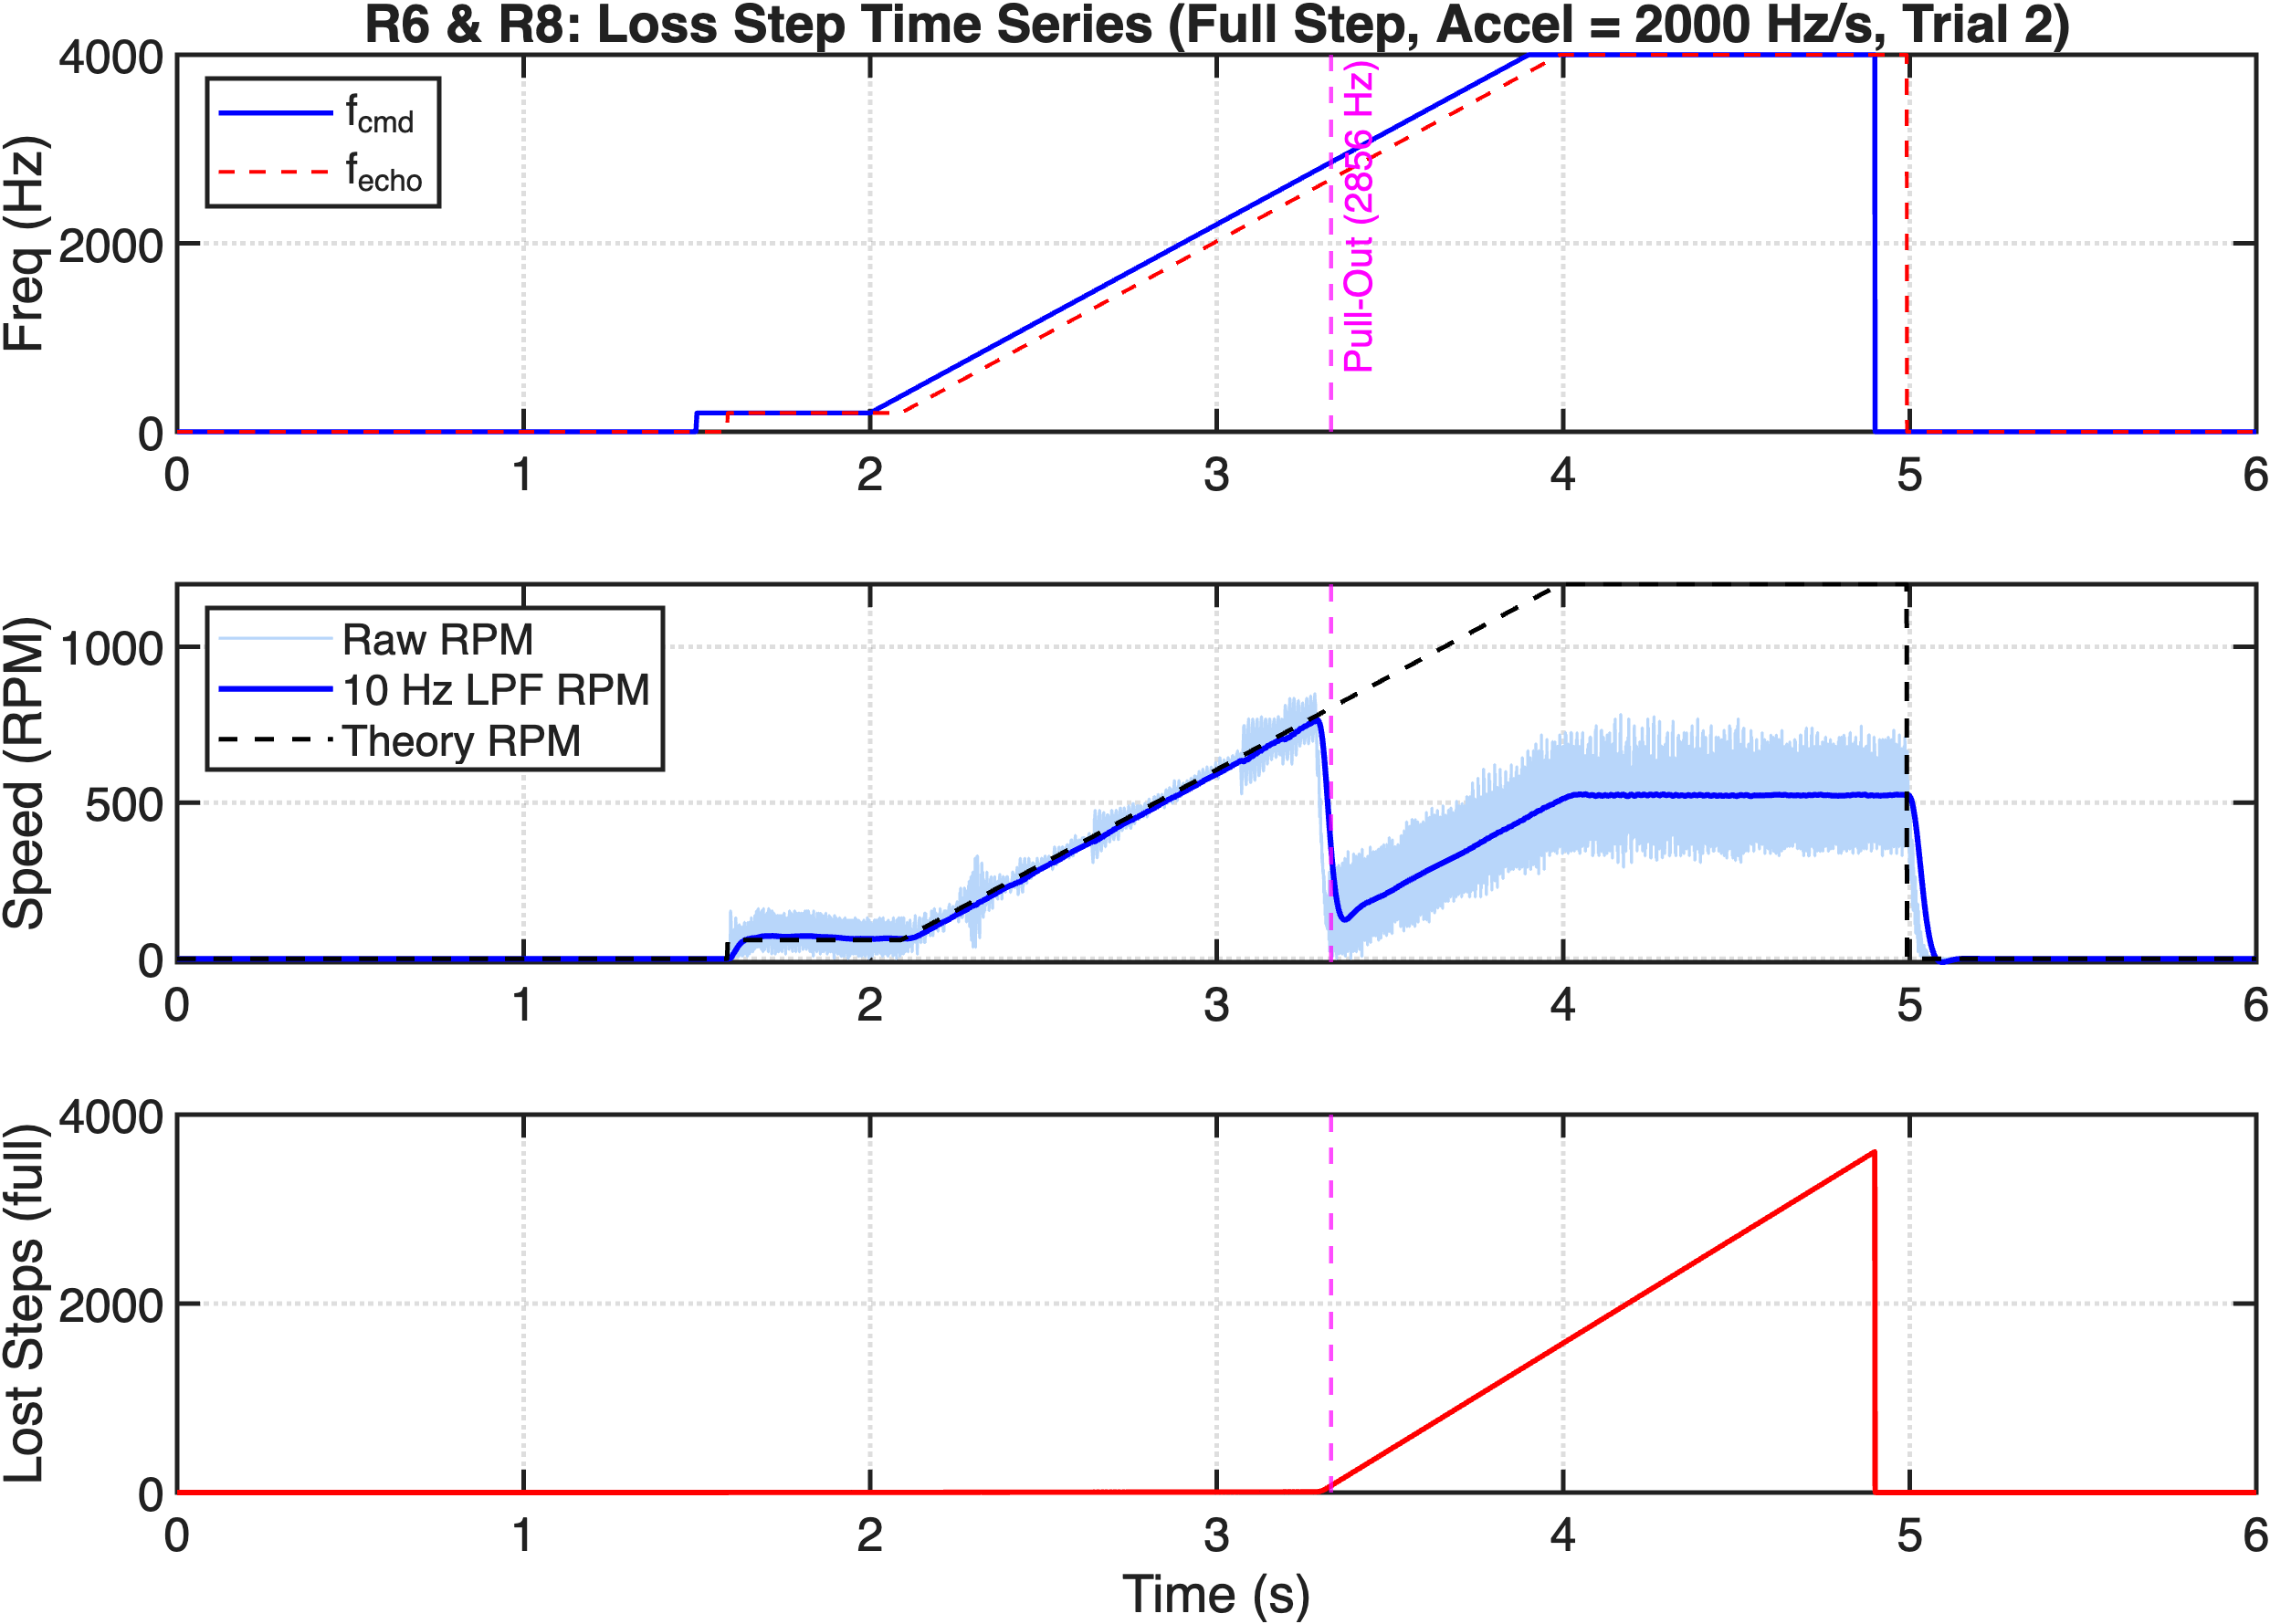 R6 & R8: Loss Step Time Series (Full Step, Accel = 2000 Hz/s, Trial 2)
Freq (Hz)
4000
2000
0
f_cmd
f_echo
Pull-Out (2856 Hz)
0 1 2 3 4 5 6
Speed (RPM)
1000
500
0
Raw RPM
10 Hz LPF RPM
Theory RPM
0 1 2 3 4 5 6
Lost Steps (full)
4000
2000
0
0 1 2 3 4 5 6
Time (s)